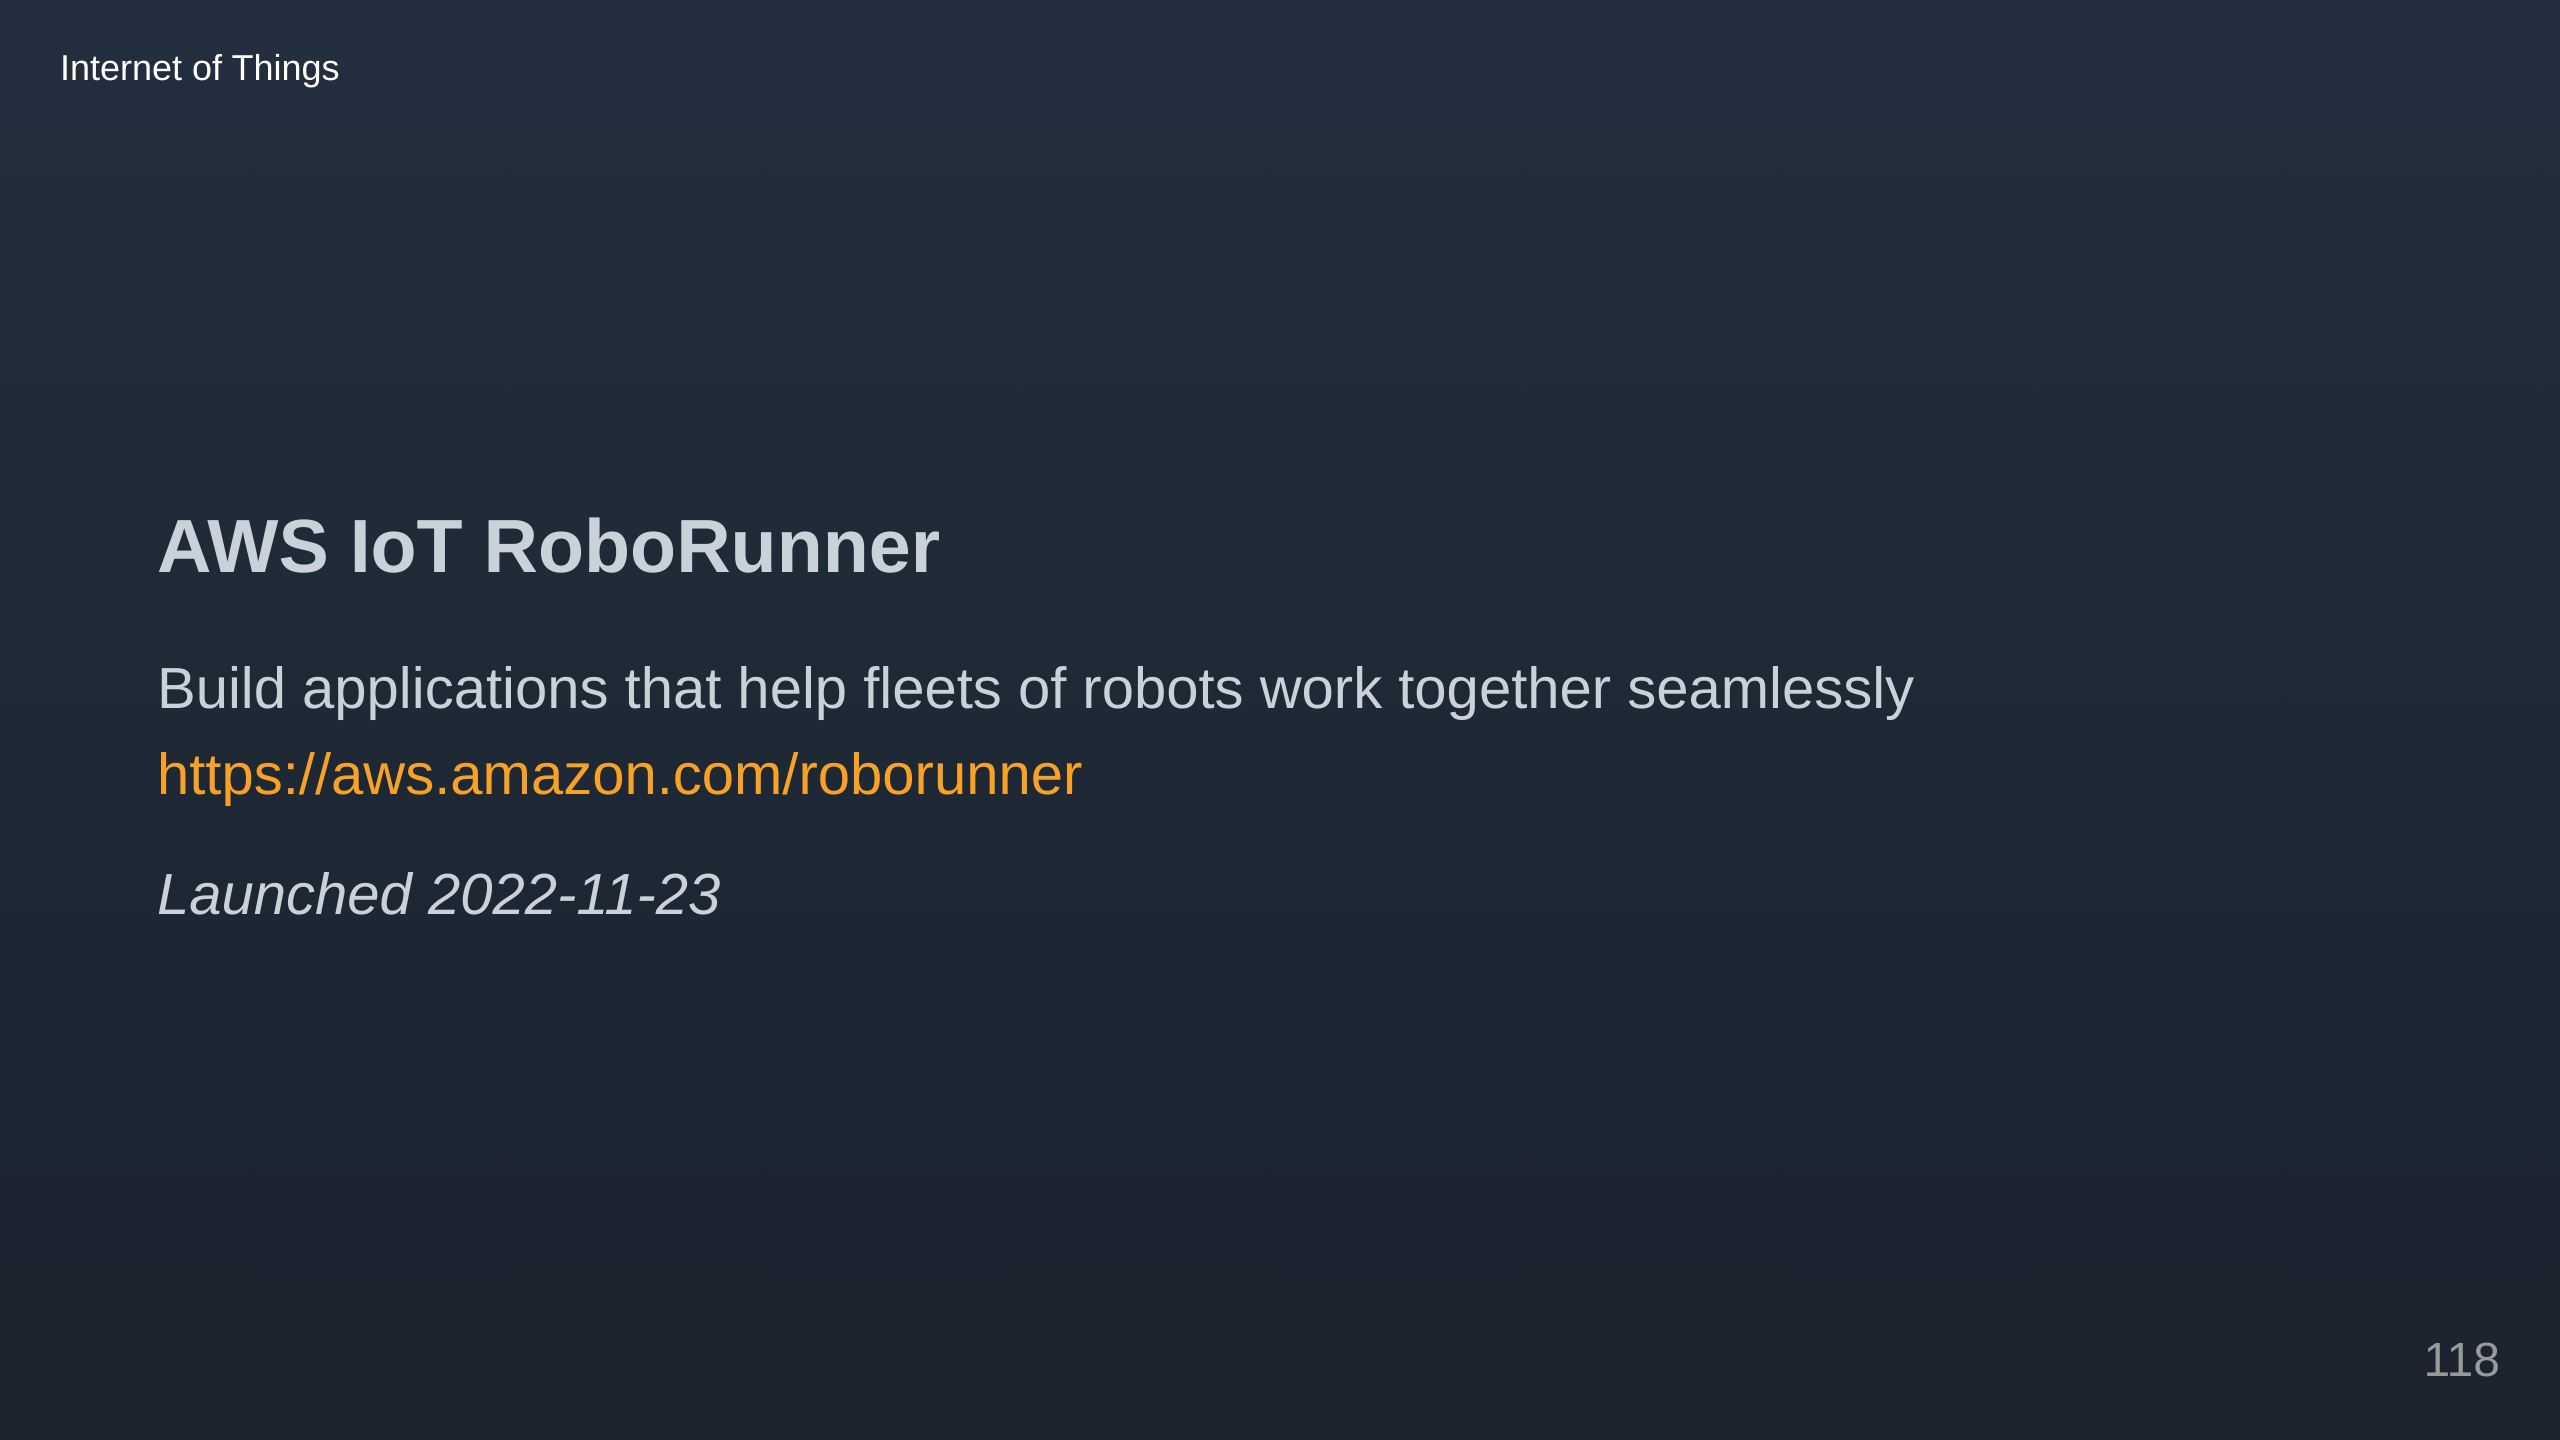 Internet of Things
AWS IoT RoboRunner
Build applications that help fleets of robots work together seamlessly
https://aws.amazon.com/roborunner
Launched 2022-11-23
118